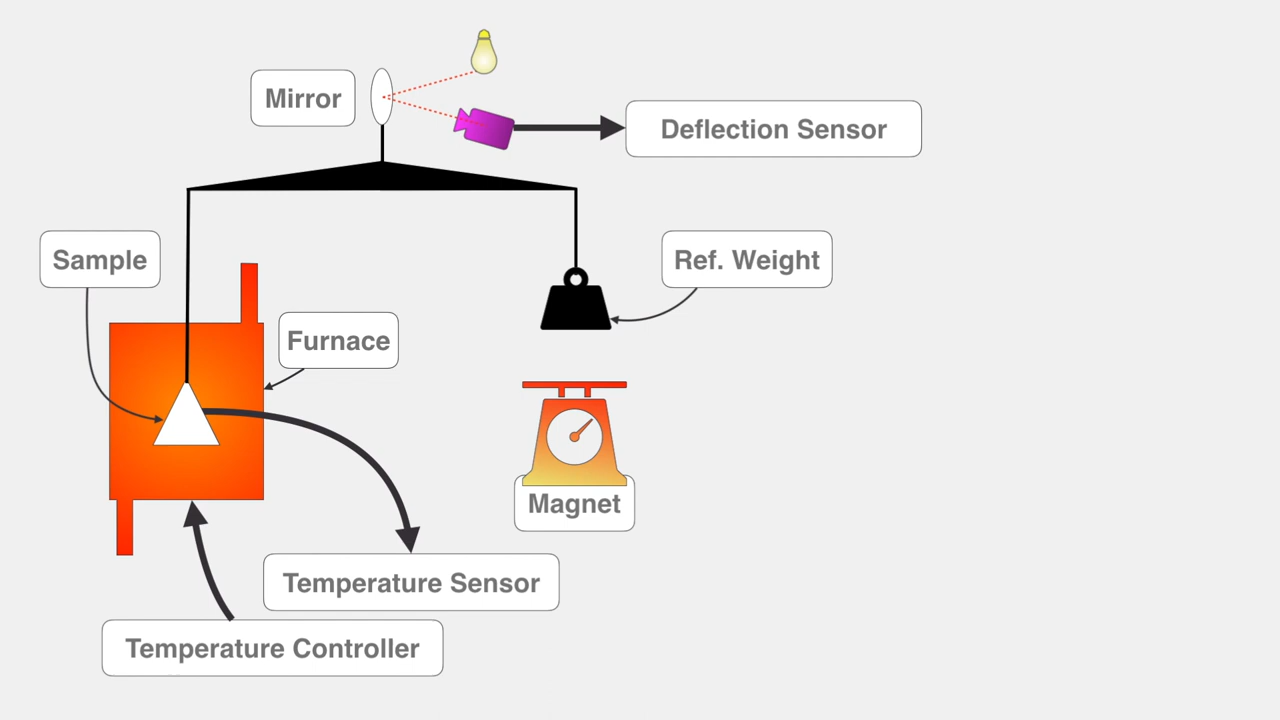 Mirror
Deflection Sensor
Sample
Ref. Weight
Furnace
Magnet
Temperature Sensor
Temperature Controller